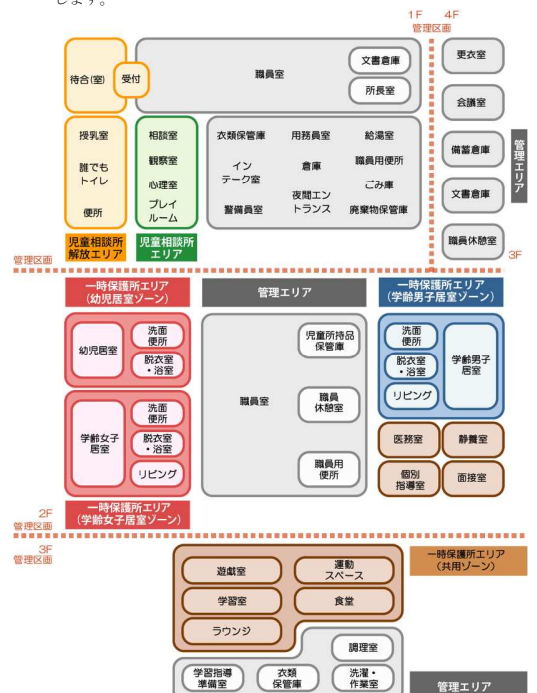 します。
1F 4F
管理区画
待合(室)
受付
職員室
文書倉庫
所長室
更衣室
会議室
備蓄倉庫
文書倉庫
職員休憩室
管理エリア
授乳室
誰でも
トイレ
便所
相談室
観察室
心理室
プレイ
ルーム
衣類保管庫
イン
テーク室
警備員室
用務員室
倉庫
夜間エン
トランス
給湯室
職員用便所
ごみ庫
廃棄物保管庫
児童相談所
解放エリア
児童相談所
エリア
管理区画
3F
一時保護所エリア
(幼児居室ゾーン)
管理エリア
一時保護所エリア
(学齢男子居室ゾーン)
幼児居室
洗面
便所
脱衣室
・浴室
学齢女子
居室
洗面
便所
脱衣室
・浴室
リビング
職員室
児童所持品
保管庫
職員
休憩室
職員用
便所
洗面
便所
脱衣室
・浴室
リビング
学齢男子
居室
医務室
静養室
個別
指導室
面接室
一時保護所エリア
(学齢女子居室ゾーン)
2F
管理区画
3F
管理区画
遊戯室
運動
スペース
学習室
食堂
ラウンジ
一時保護所エリア
(共用ゾーン)
調理室
学習指導
準備室
衣類
保管庫
洗濯・
作業室
管理エリア